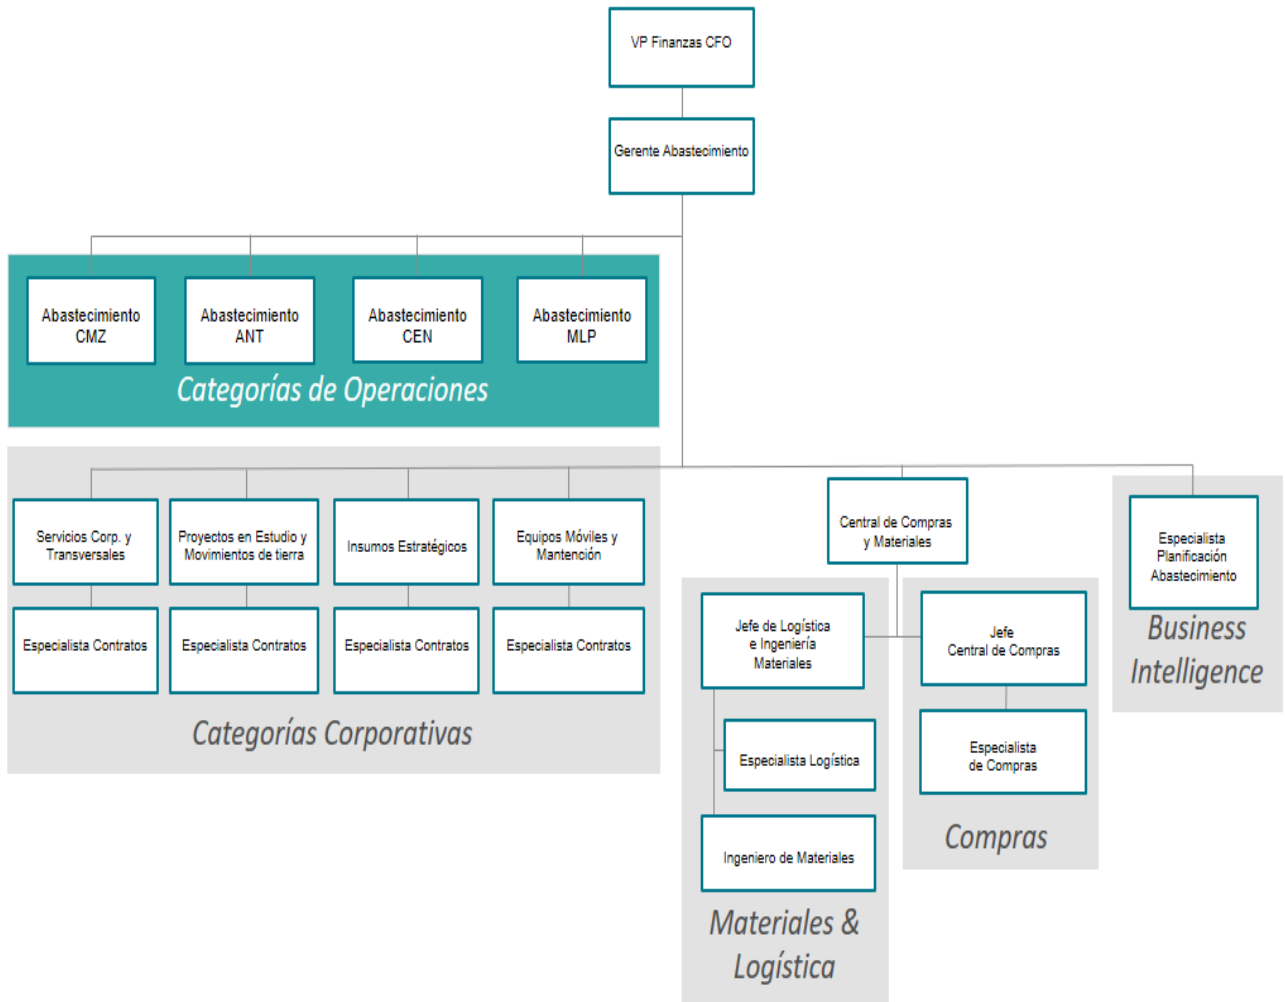 VP Finanzas CFO
Gerente Abastecimiento
Abastecimiento
CMZ
Abastecimiento
ANT
Abastecimiento
CEN
Abastecimiento
MLP
Categorías de Operaciones
Servicios Corp. y
Transversales
Proyectos en Estudio y
Movimientos de tierra
Insumos Estratégicos
Equipos Móviles y
Mantención
Especialista Contratos
Especialista Contratos
Especialista Contratos
Especialista Contratos
Categorías Corporativas
Central de Compras
y Materiales
Jefe de Logística
e Ingeniería
Materiales
Especialista Logística
Ingeniero de Materiales
Materiales &
Logística
Jefe
Central de Compras
Especialista
de Compras
Compras
Especialista
Planificación
Abastecimiento
Business
Intelligence